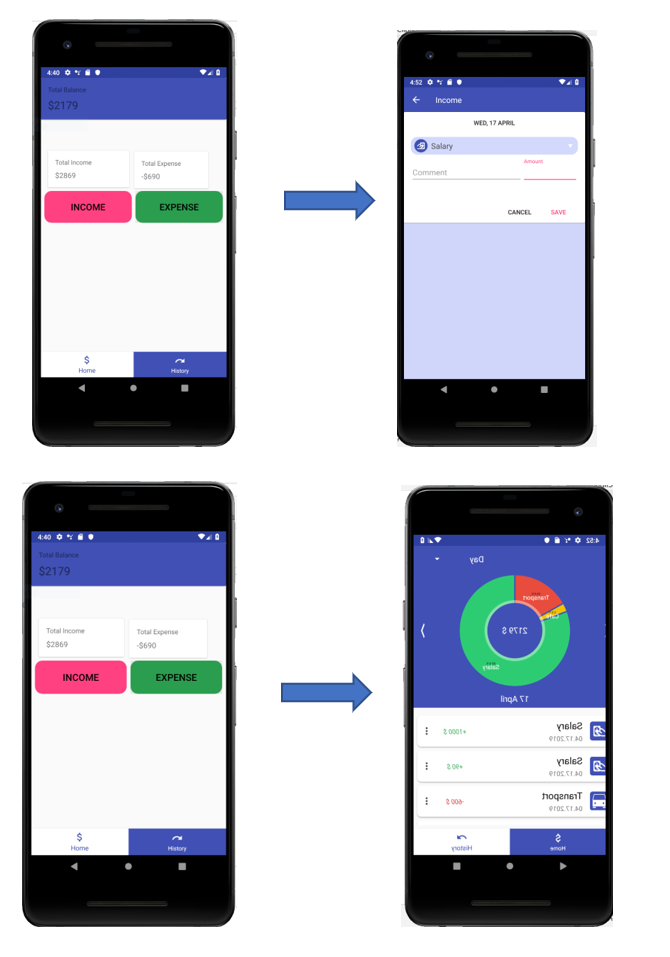 4:40
Total Balance
$2179
Total Income
$2869
Total Expense
-$690
INCOME
EXPENSE
Home
History
4:52
Income
WED, 17 APRIL
Salary
Amount
Comment
CANCEL
SAVE
4:40
Total Balance
$2179
Total Income
$2869
Total Expense
-$690
INCOME
EXPENSE
Home
History
4:52
Day
Transport
2179 $
Salary
17 April
Salary
04.17.2019
+1000 $
Salary
04.17.2019
+90 $
Transport
04.17.2019
-600 $
Home
History